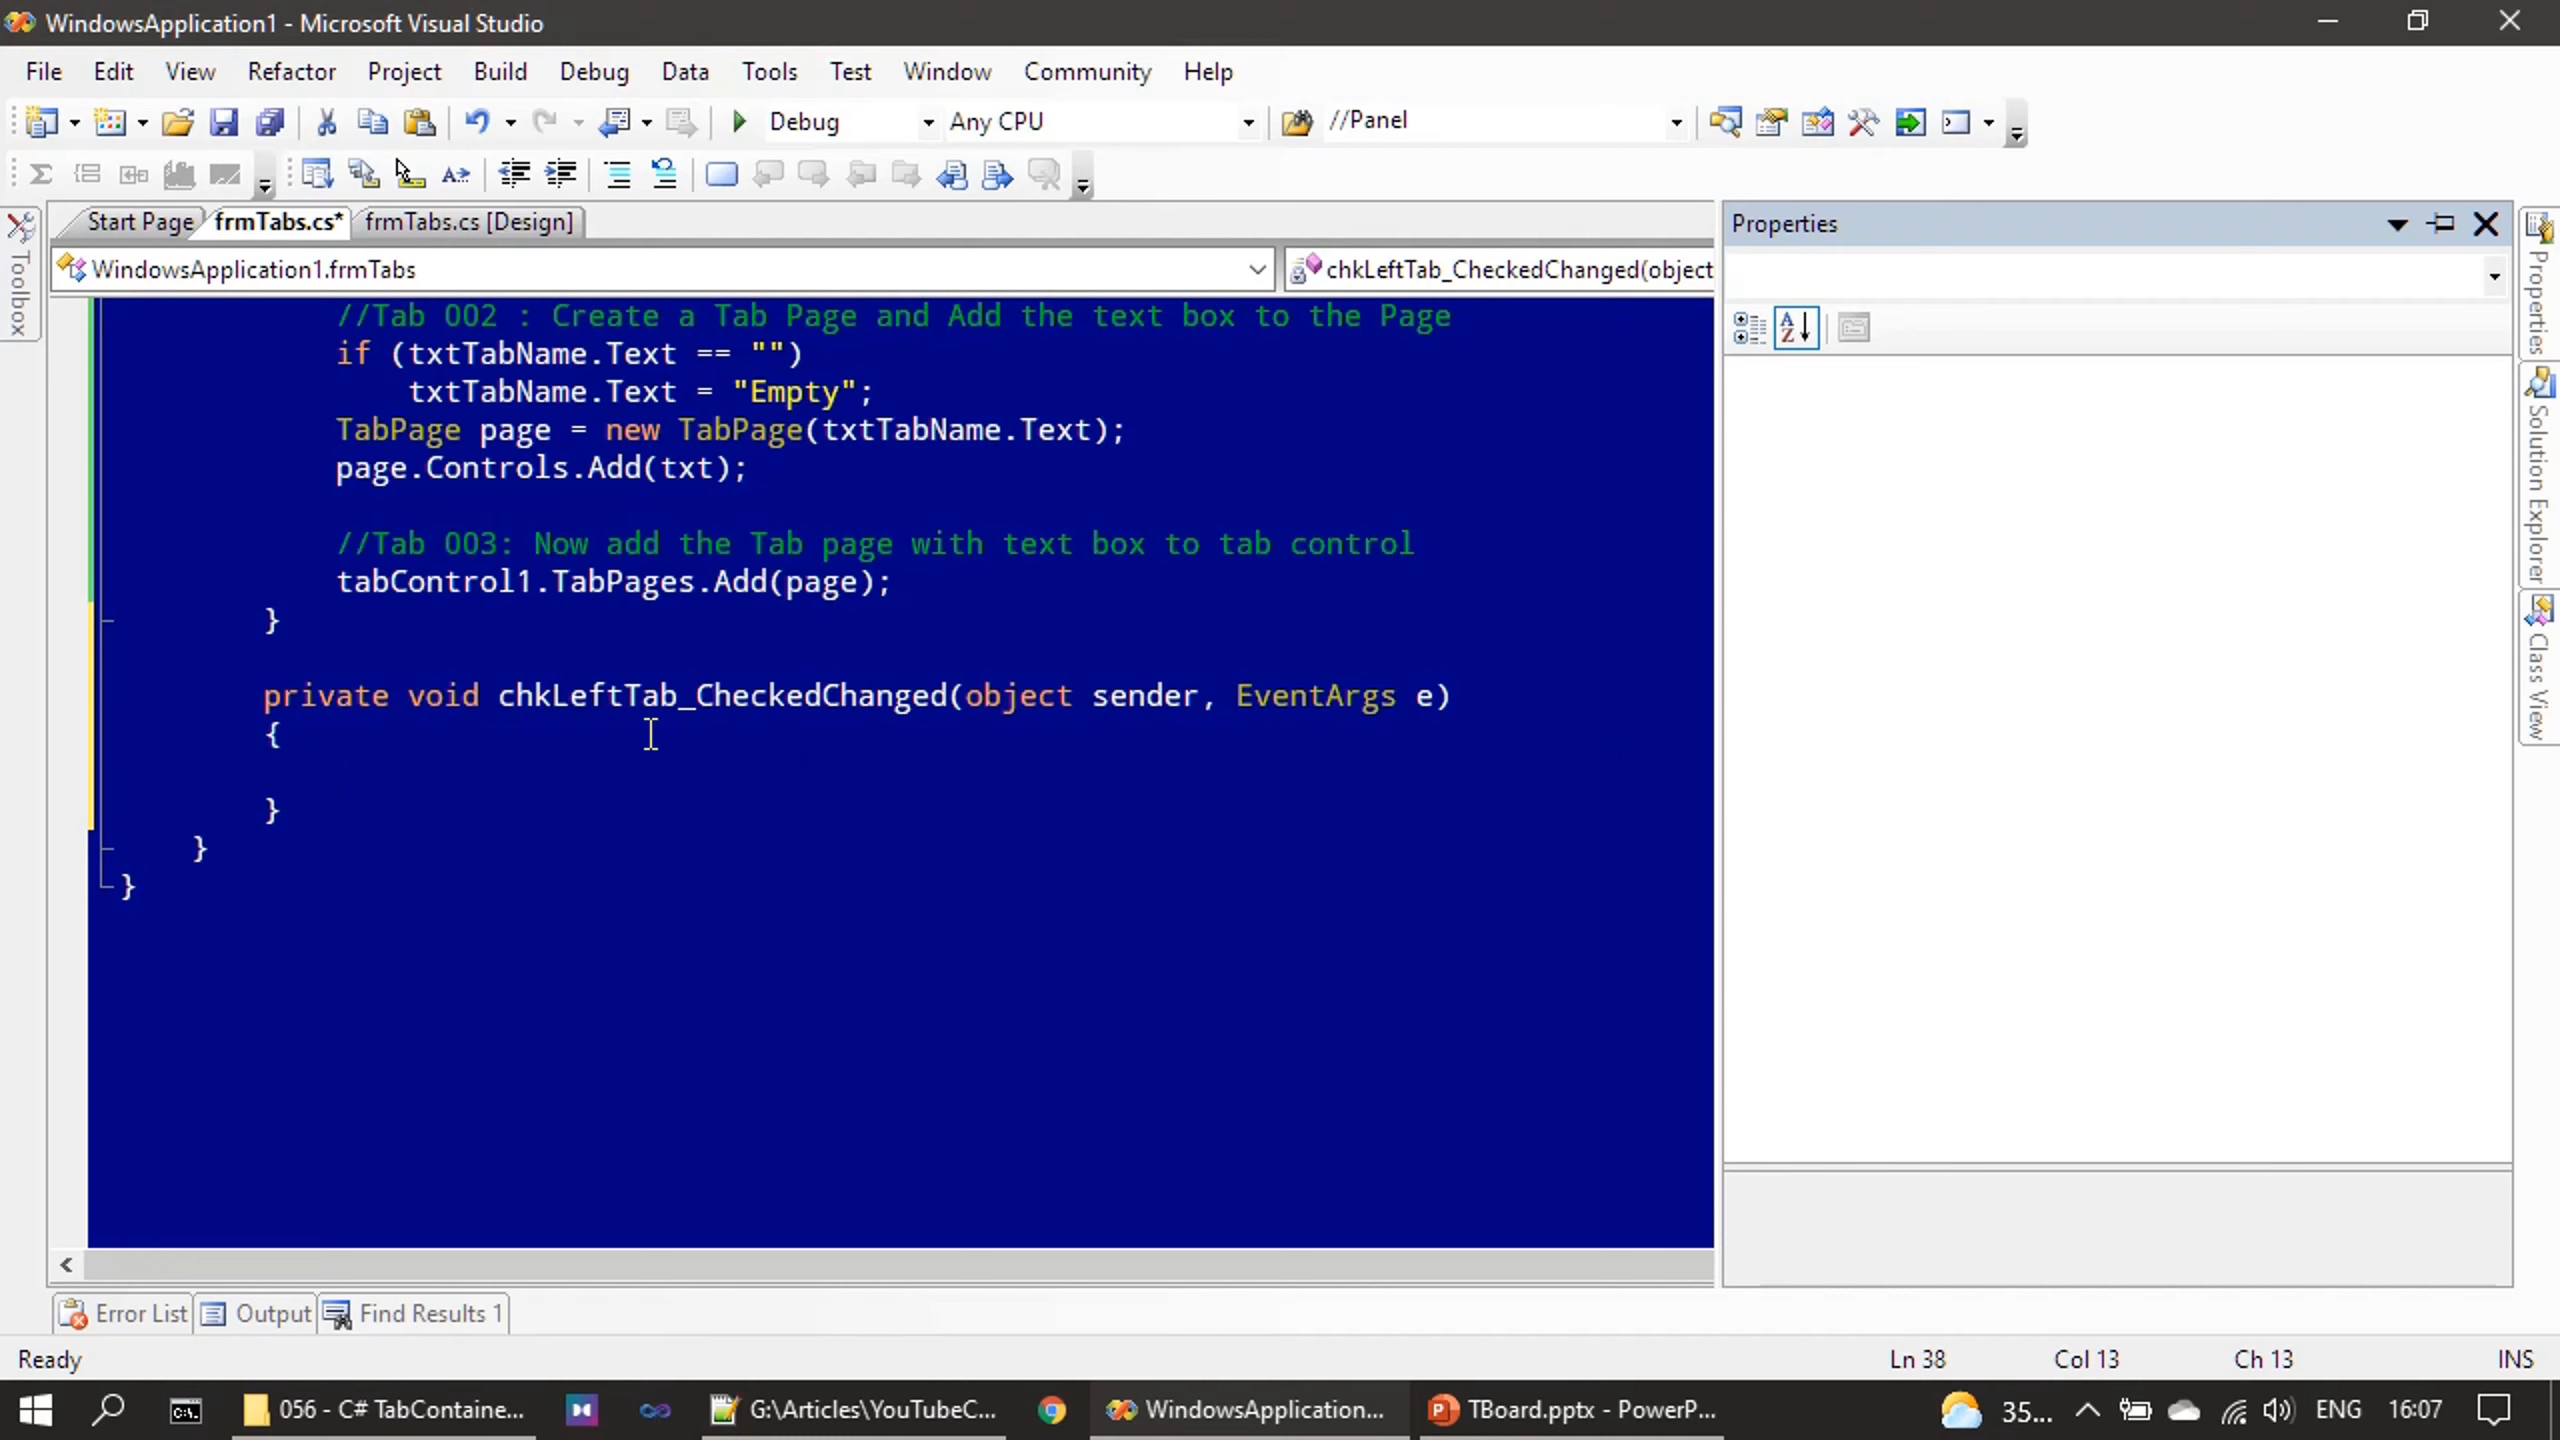 WindowsApplication1 - Microsoft Visual Studio
File Edit View Refactor Project Build Debug Data Tools Test Window Community Help
Debug Any CPU //Panel
Start Page frmTabs.cs* frmTabs.cs [Design]
WindowsApplication1.frmTabs chkLeftTab_CheckedChanged(object
//Tab 002 : Create a Tab Page and Add the text box to the Page
if (txtTabName.Text == "")
txtTabName.Text = "Empty";
TabPage page = new TabPage(txtTabName.Text);
page.Controls.Add(txt);
//Tab 003: Now add the Tab page with text box to tab control
tabControl1.TabPages.Add(page);
}
private void chkLeftTab_CheckedChanged(object sender, EventArgs e)
{
}
}
}
Toolbox
Properties
Properties
Solution Explorer
Class View
Error List Output Find Results 1
Ready Ln 38 Col 13 Ch 13 INS
056 - C# TabContaine... G:\Articles\YouTubeC... WindowsApplication... TBoard.pptx - PowerP... 35... ENG 16:07